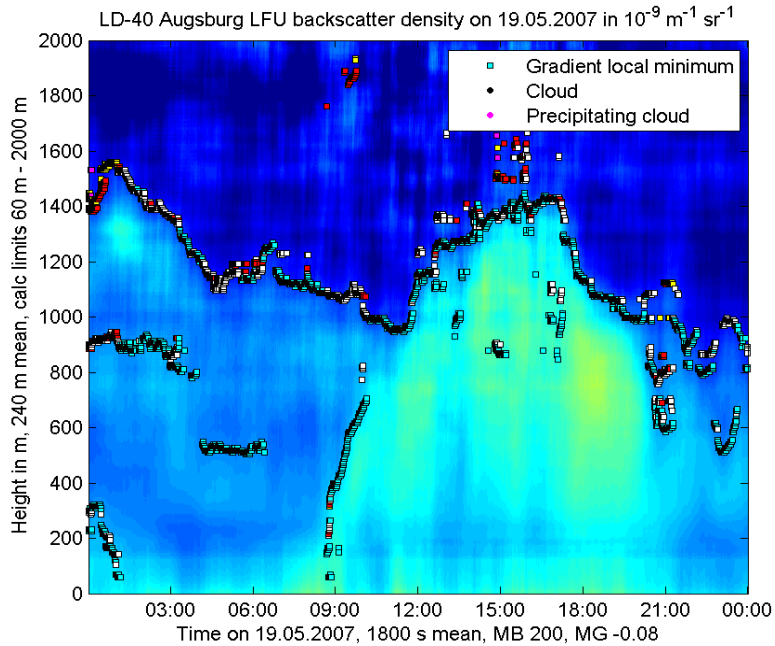 LD-40 Augsburg LFU backscatter density on 19.05.2007 in 10⁻⁹ m⁻¹ sr⁻¹
Gradient local minimum
Cloud
Precipitating cloud
Height in m, 240 m mean, calc limits 60 m - 2000 m
2000
1800
1600
1400
1200
1000
800
600
400
200
0
03:00 06:00 09:00 12:00 15:00 18:00 21:00 00:00
Time on 19.05.2007, 1800 s mean, MB 200, MG -0.08